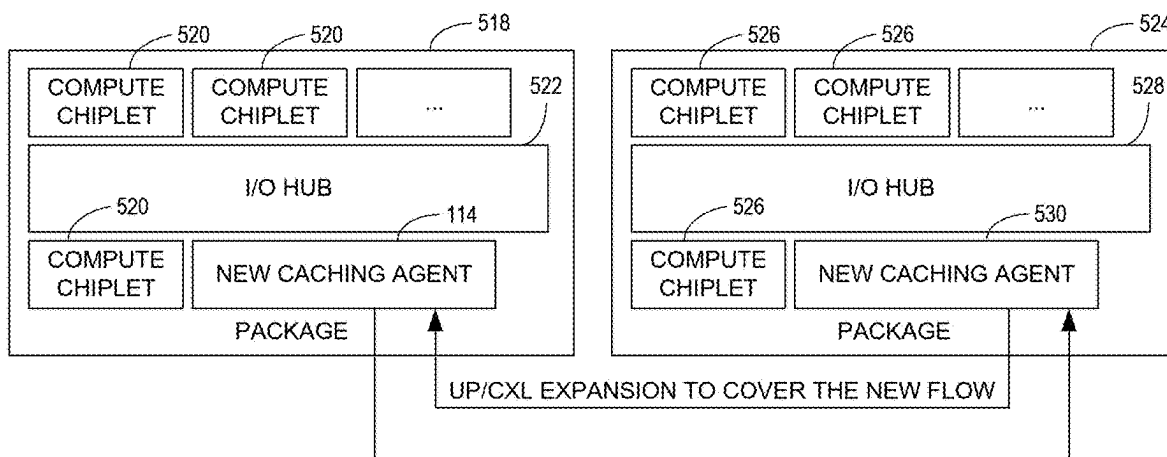 520 520 518 526 526 524
COMPUTE CHIPLET COMPUTE CHIPLET ... 522
I/O HUB
520 114
COMPUTE CHIPLET NEW CACHING AGENT
PACKAGE
COMPUTE CHIPLET COMPUTE CHIPLET ... 528
I/O HUB
526 530
COMPUTE CHIPLET NEW CACHING AGENT
PACKAGE
UP/CXL EXPANSION TO COVER THE NEW FLOW